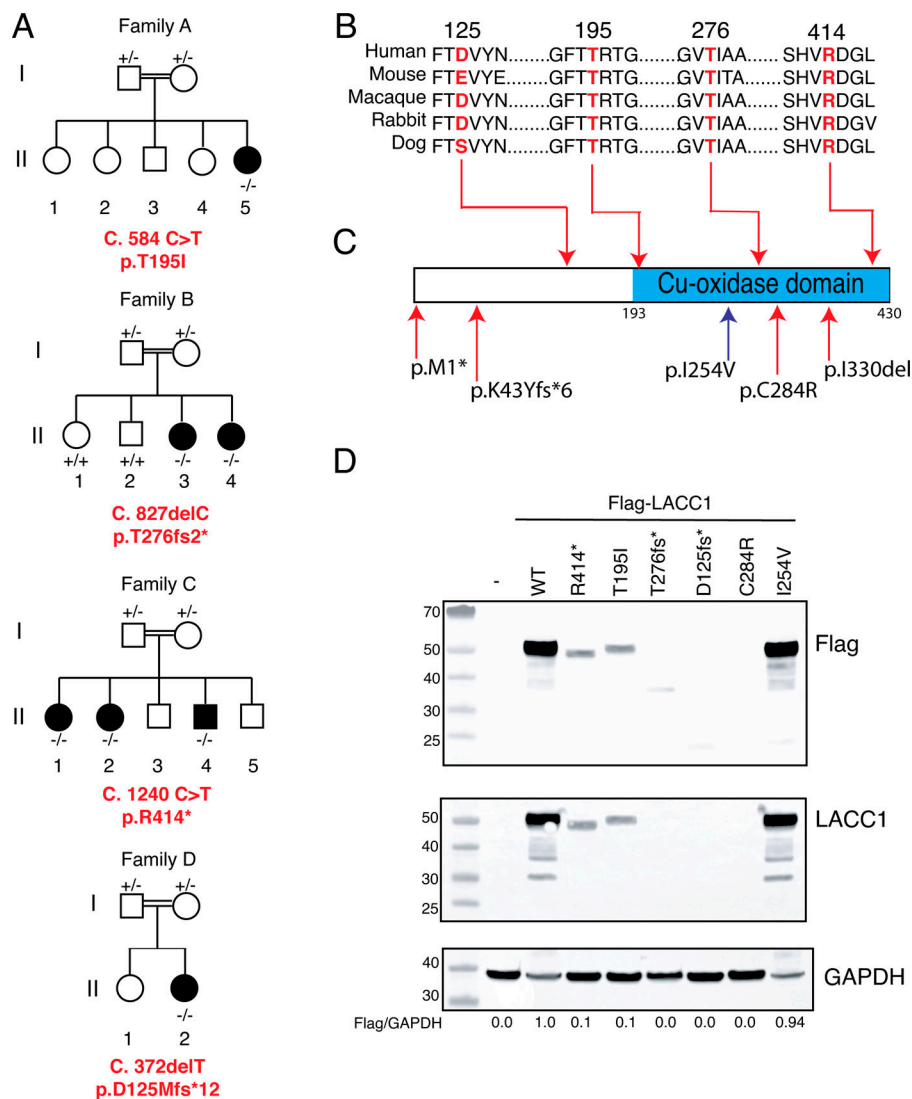 A
Family A
I
+/- +/-
II
-/-
1 2 3 4 5
C. 584 C>T
p.T195I
Family B
I
+/- +/-
II
+/+ +/+ -/- -/-
1 2 3 4
C. 827delC
p.T276fs2*
Family C
I
+/- +/-
II
-/- -/- -/-
1 2 3 4 5
C. 1240 C>T
p.R414*
Family D
I
+/- +/-
II
-/-
1 2
C. 372delT
p.D125Mfs*12
B
125 195 276 414
Human FTDVYN........GFTTRTG.......GVTIAA...... SHVRDGL
Mouse FTEVYE........GFTTRTG.......GVTITA...... SHVRDGL
Macaque FTDVYN........GFTTRTG.......GVTIAA...... SHVRDGL
Rabbit FTDVYN........GFTTRTG.......GVTIAA...... SHVRDGV
Dog FTSVYN........GFTTRTG.......GVTIAA...... SHVRDGL
C
Cu-oxidase domain
193 430
p.M1*
p.K43Yfs*6
p.I254V
p.C284R
p.I330del
D
Flag-LACC1
- WT R414* T195I T276fs* D125fs* C284R I254V
70
50
40
30
25
Flag
50
40
30
25
LACC1
40
30
GAPDH
Flag/GAPDH 0.0 1.0 0.1 0.1 0.0 0.0 0.0 0.94